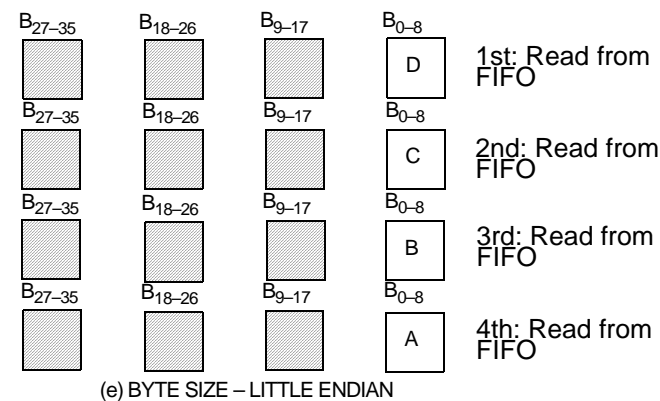 B27–35 B18–26 B9–17 B0–8
D 1st: Read from
FIFO
B27–35 B18–26 B9–17 B0–8
C 2nd: Read from
FIFO
B27–35 B18–26 B9–17 B0–8
B 3rd: Read from
FIFO
B27–35 B18–26 B9–17 B0–8
A 4th: Read from
FIFO
(e) BYTE SIZE – LITTLE ENDIAN